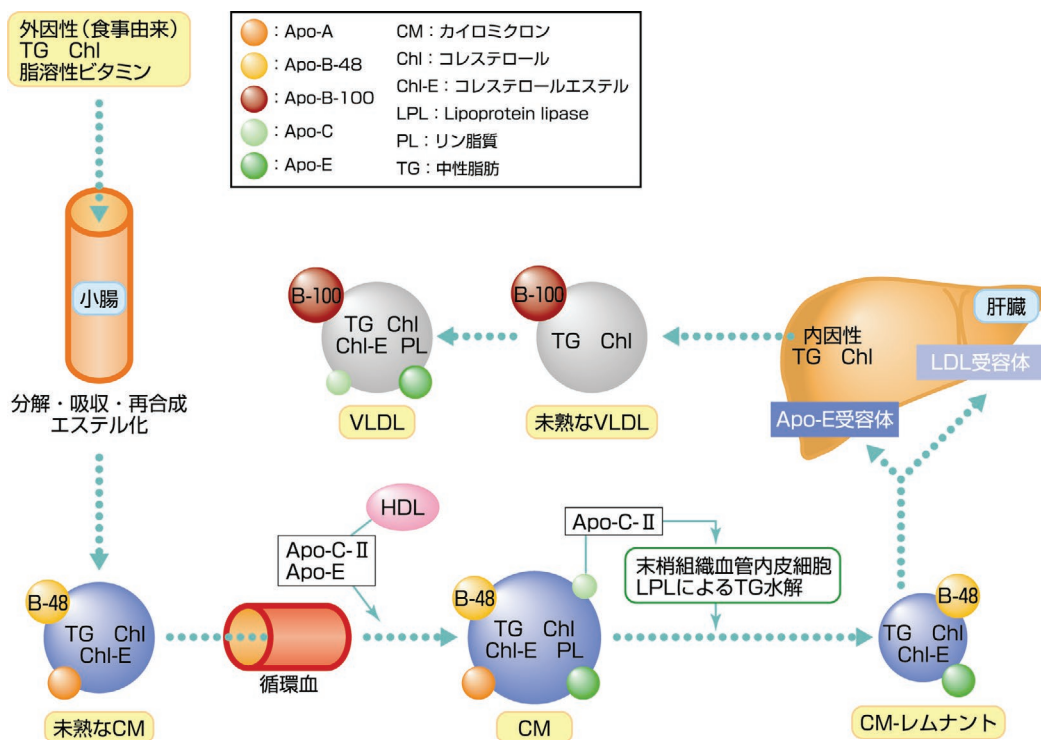 外因性（食事由来）
TG Chl
脂溶性ビタミン
：Apo-A
：Apo-B-48
：Apo-B-100
：Apo-C
：Apo-E
CM：カイロミクロン
Chl：コレステロール
Chl-E：コレステロールエステル
LPL：Lipoprotein lipase
PL：リン脂質
TG：中性脂肪
小腸
分解・吸収・再合成
エステル化
B-100
TG Chl
Chl-E PL
VLDL
B-100
TG Chl
未熟なVLDL
肝臓
内因性
TG Chl
LDL受容体
Apo-E受容体
HDL
Apo-C-Ⅱ
Apo-E
Apo-C-Ⅱ
末梢組織血管内皮細胞
LPLによるTG水解
B-48
TG Chl
Chl-E
未熟なCM
循環血
B-48
TG Chl
Chl-E PL
CM
B-48
TG Chl
Chl-E
CM-レムナント